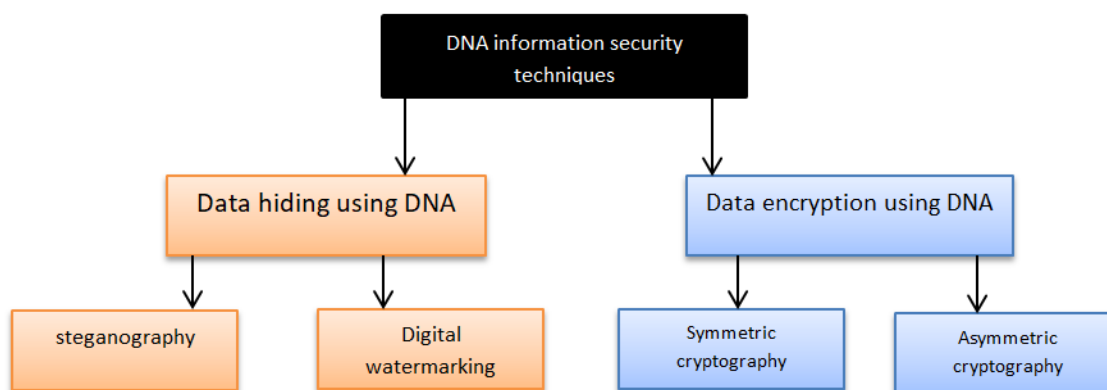 DNA information security
techniques
Data hiding using DNA
Data encryption using DNA
steganography
Digital
watermarking
Symmetric
cryptography
Asymmetric
cryptography